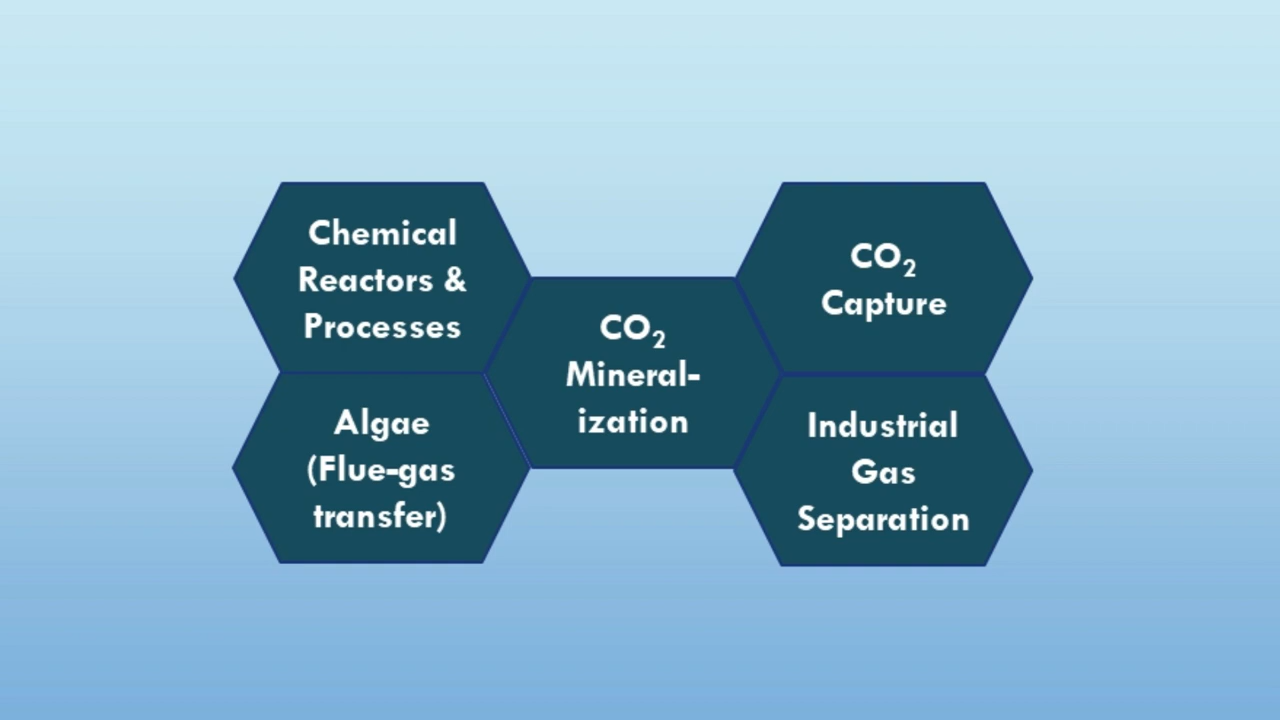 Chemical
Reactors &
Processes
Algae
(Flue-gas
transfer)
CO₂
Mineral-
ization
CO₂
Capture
Industrial
Gas
Separation